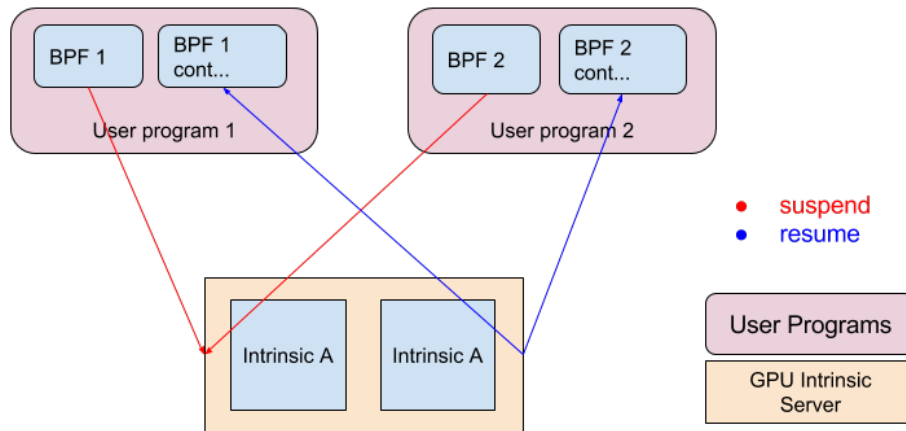 BPF 1
BPF 1
cont...
User program 1
BPF 2
BPF 2
cont...
User program 2
suspend
resume
Intrinsic A
Intrinsic A
User Programs
GPU Intrinsic
Server